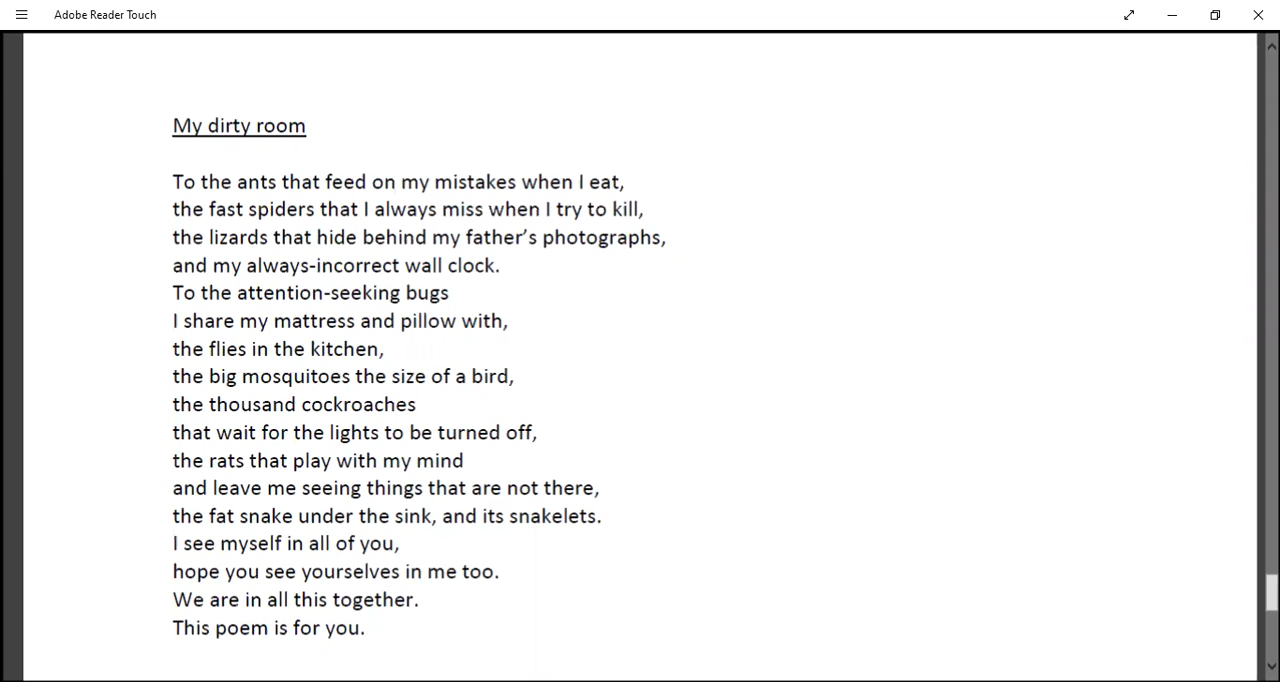 Adobe Reader Touch
My dirty room
To the ants that feed on my mistakes when I eat,
the fast spiders that I always miss when I try to kill,
the lizards that hide behind my father’s photographs,
and my always-incorrect wall clock.
To the attention-seeking bugs
I share my mattress and pillow with,
the flies in the kitchen,
the big mosquitoes the size of a bird,
the thousand cockroaches
that wait for the lights to be turned off,
the rats that play with my mind
and leave me seeing things that are not there,
the fat snake under the sink, and its snakelets.
I see myself in all of you,
hope you see yourselves in me too.
We are in all this together.
This poem is for you.